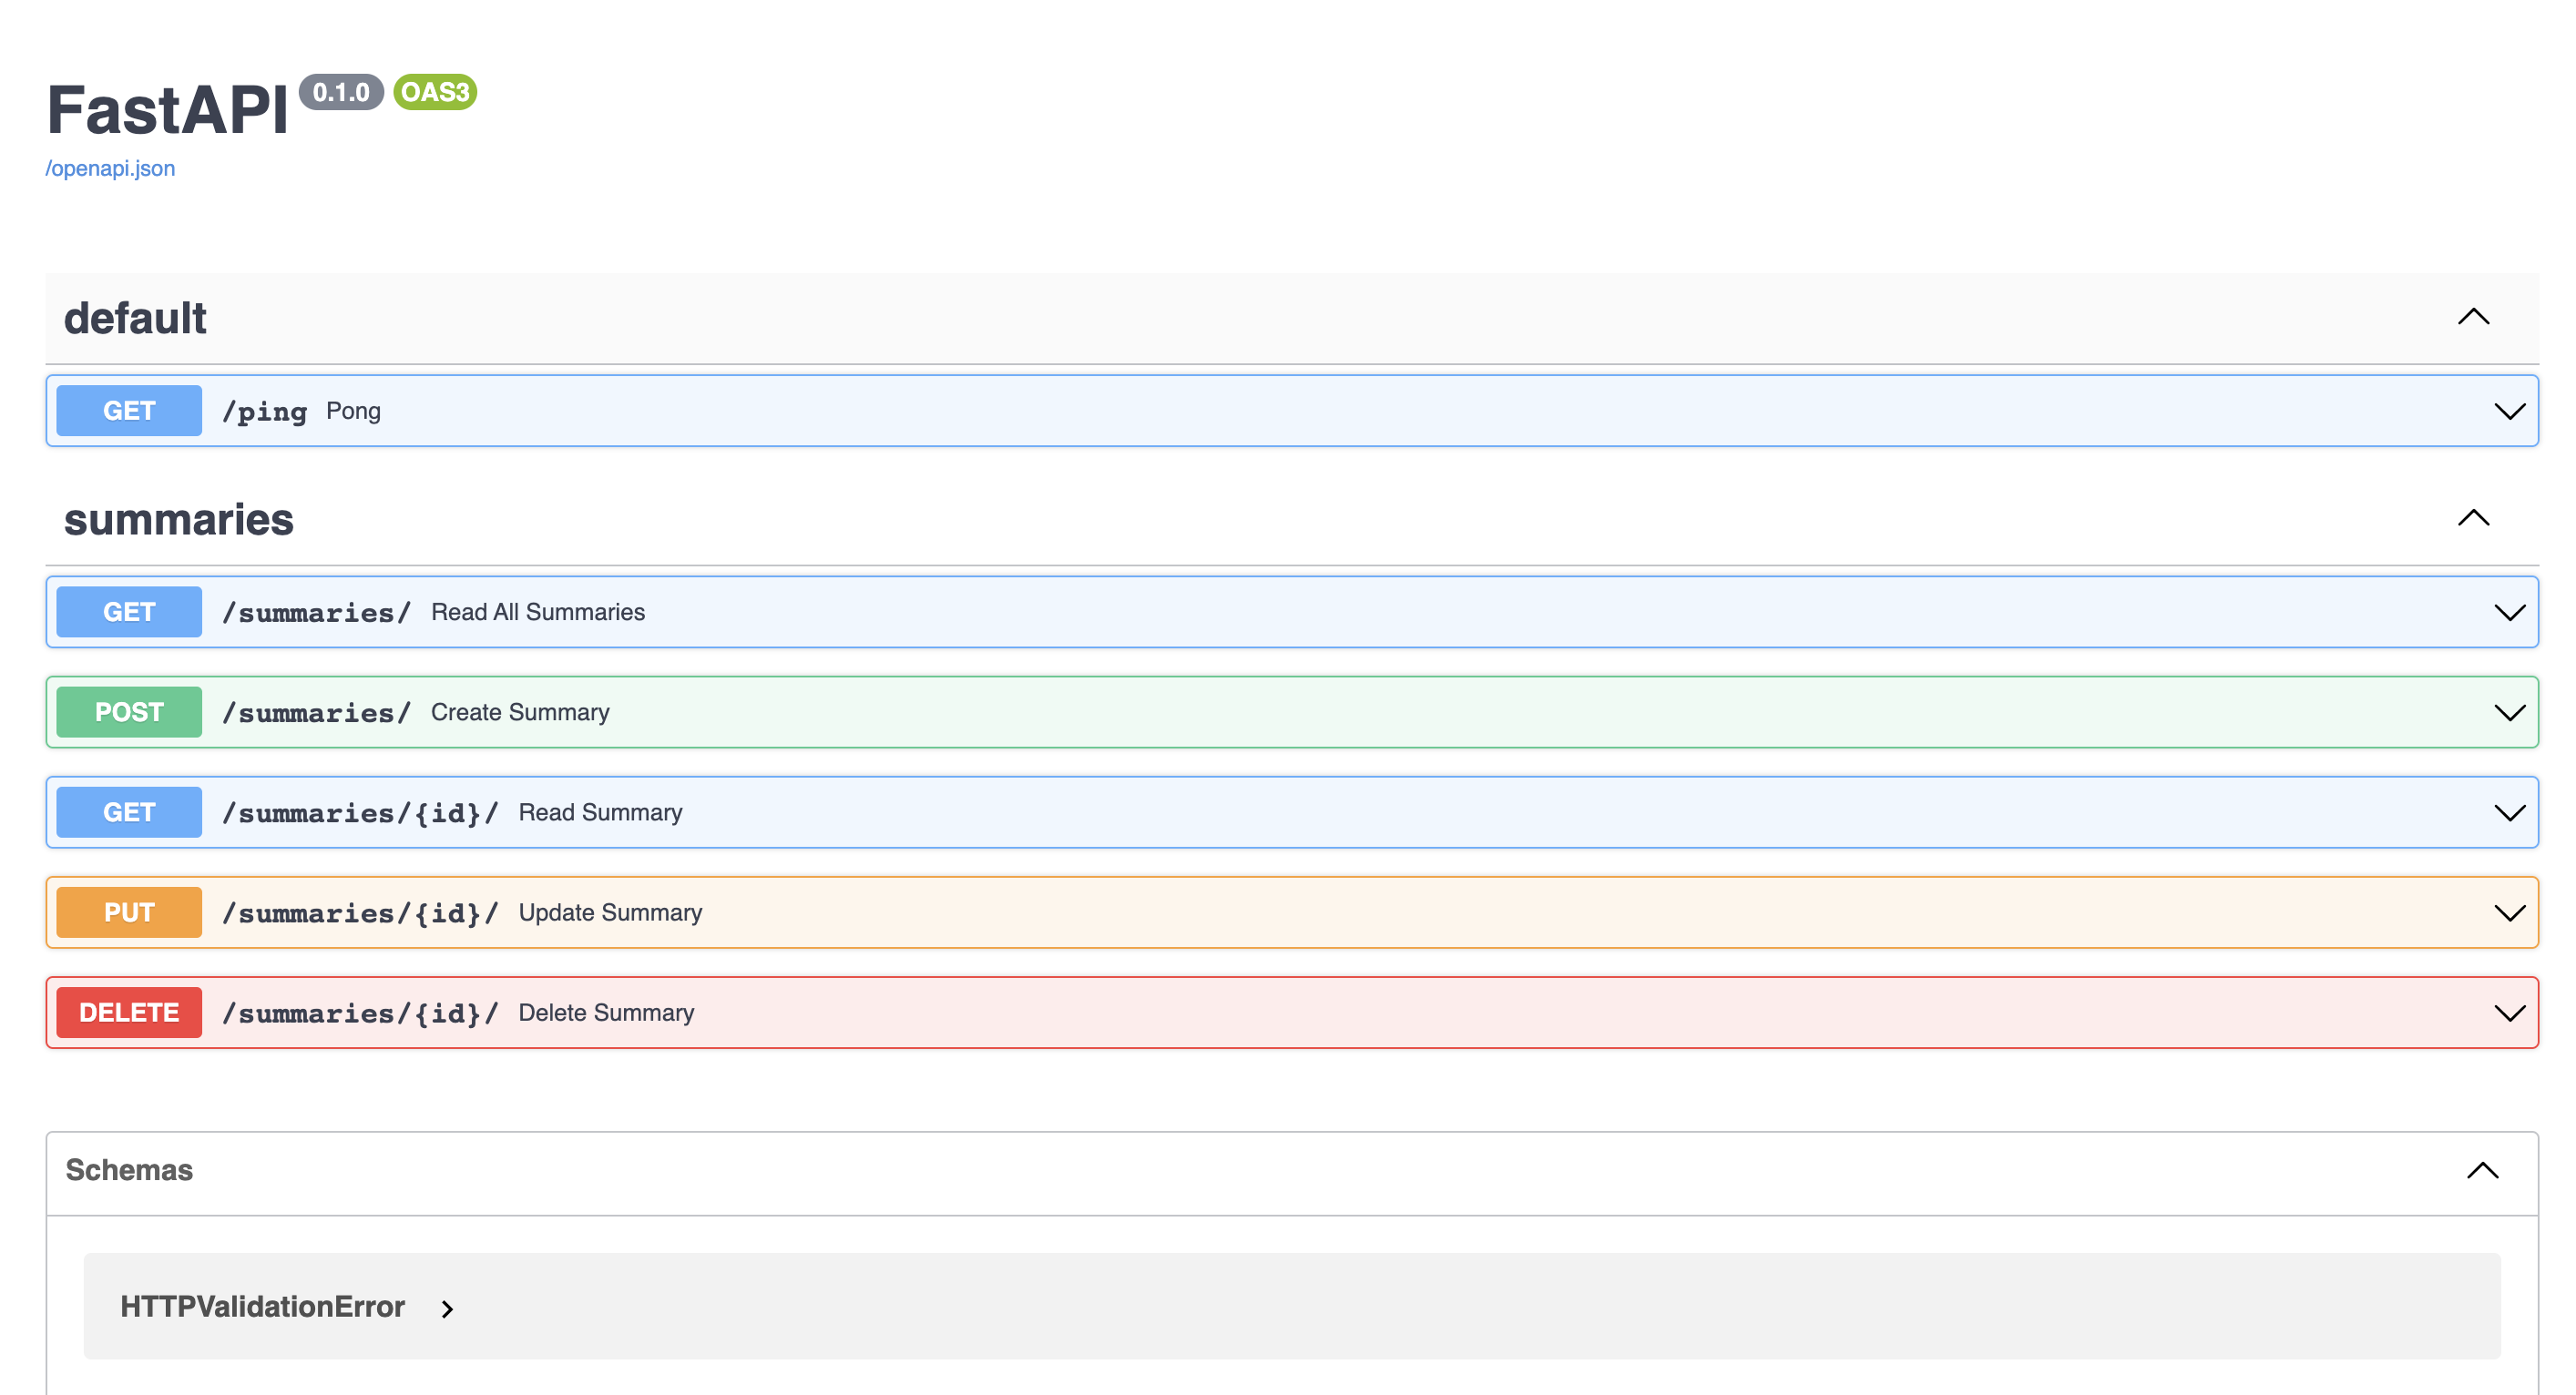 FastAPI 0.1.0 OAS3
/openapi.json
default
GET /ping Pong
summaries
GET /summaries/ Read All Summaries
POST /summaries/ Create Summary
GET /summaries/{id}/ Read Summary
PUT /summaries/{id}/ Update Summary
DELETE /summaries/{id}/ Delete Summary
Schemas
HTTPValidationError